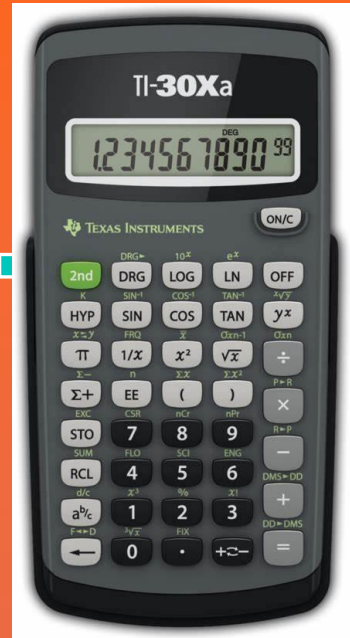 TI-30Xa
DEG
1.234567890 99
TEXAS INSTRUMENTS ON/C
DRG► 10ˣ eˣ
2nd DRG LOG LN OFF
K SIN⁻¹ COS⁻¹ TAN⁻¹ ˣ√y
HYP SIN COS TAN yˣ
x⇆y FRQ x̄ σxn-1 σxn
π 1/x x² √x ÷
Σ− n Σx Σx² P►R
Σ+ EE ( ) ×
EXC CSR nCr nPr R►P
STO 7 8 9 −
SUM FLO SCI ENG DMS►DD
RCL 4 5 6 +
d/c x³ % x! DD►DMS
aᵇ/c 1 2 3 =
F◄►D ³√x FIX
← 0 . +⇆−